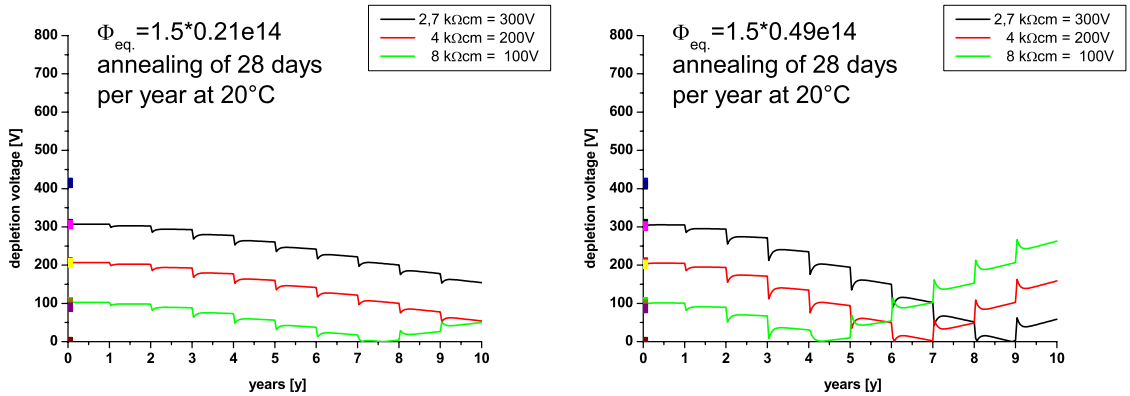 Φeq.=1.5*0.21e14
annealing of 28 days
per year at 20°C
2,7 kΩcm = 300V
4 kΩcm = 200V
8 kΩcm = 100V
depletion voltage [V]
800
700
600
500
400
300
200
100
0
0 1 2 3 4 5 6 7 8 9 10
years [y]
Φeq.=1.5*0.49e14
annealing of 28 days
per year at 20°C
2,7 kΩcm = 300V
4 kΩcm = 200V
8 kΩcm = 100V
depletion voltage [V]
800
700
600
500
400
300
200
100
0
0 1 2 3 4 5 6 7 8 9 10
years [y]